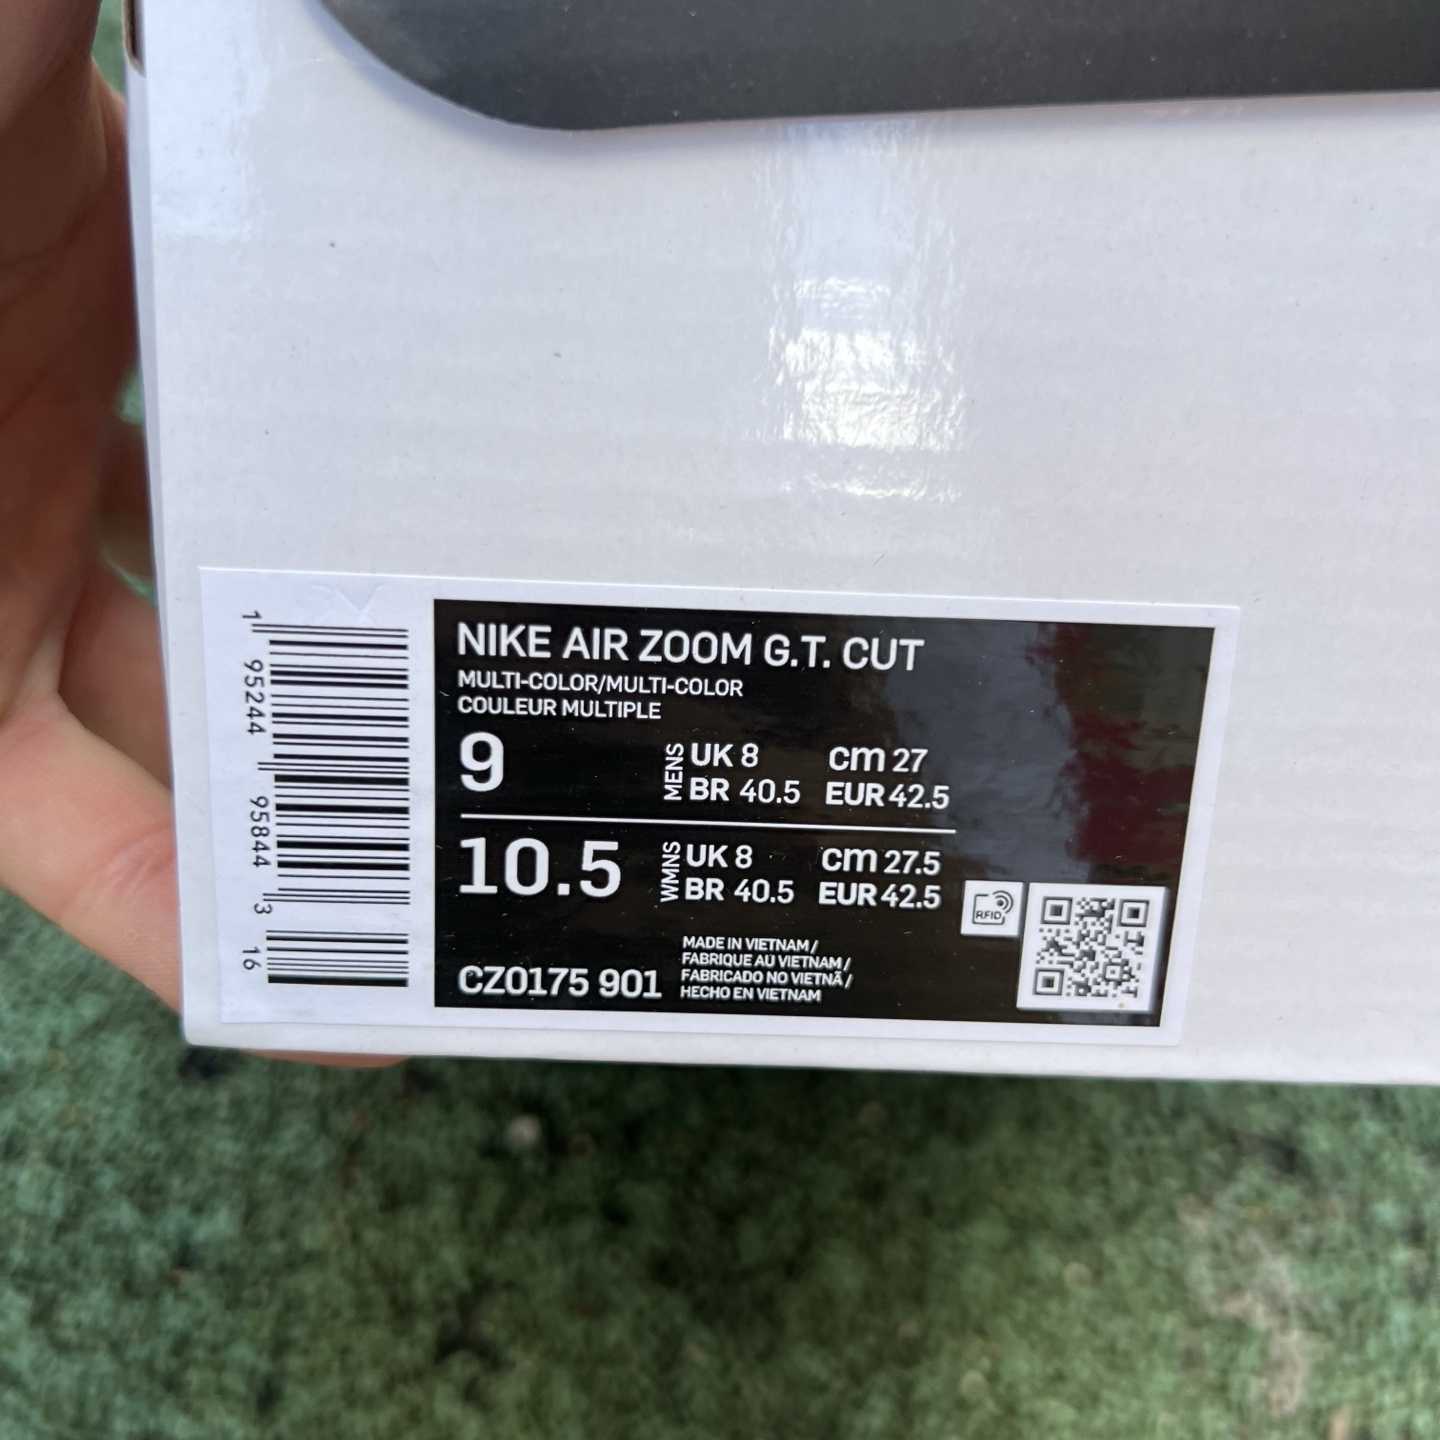 NIKE AIR ZOOM G.T. CUT
MULTI-COLOR/MULTI-COLOR
COULEUR MULTIPLE
9 MENS UK 8 cm 27
BR 40.5 EUR 42.5
10.5 WMNS UK 8 cm 27.5
BR 40.5 EUR 42.5
CZ0175 901
MADE IN VIETNAM /
FABRIQUE AU VIETNAM /
FABRICADO NO VIETNÃ /
HECHO EN VIETNAM
RFID
1 95244 95844 3 16